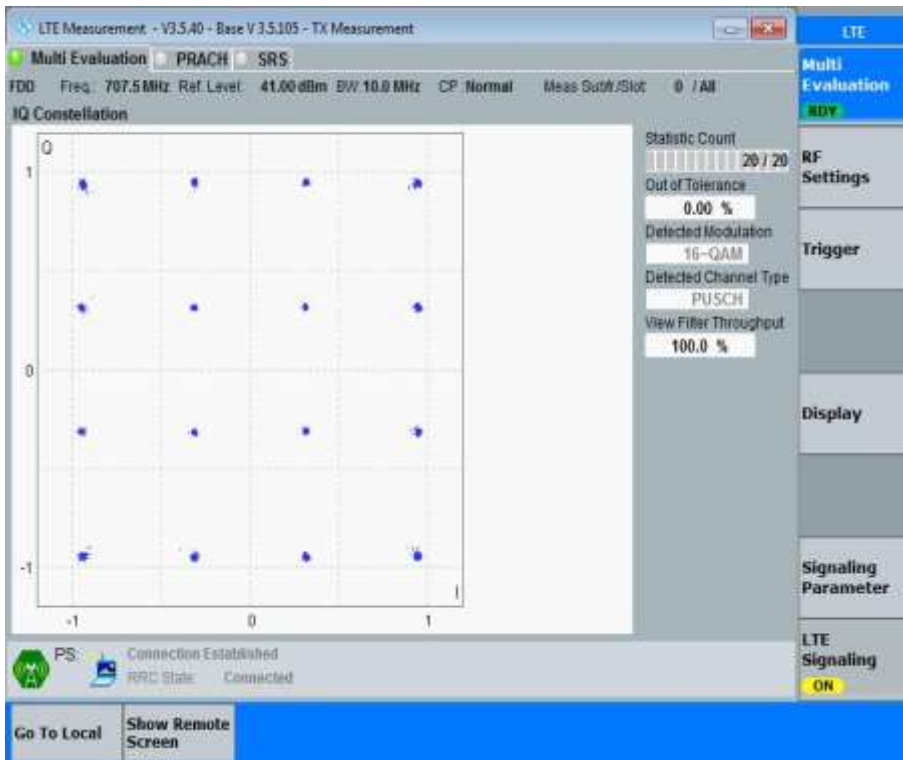 LTE Measurement - V3.5.40 - Base V 3.5.105 - TX Measurement
LTE
Multi Evaluation PRACH SRS
FDD Freq.: 707.5 MHz Ref. Level: 41.00 dBm BW: 10.0 MHz CP: Normal Meas Subfr./Slot: 0 / All
IQ Constellation
Q
1
0
-1
-1 0 1
I
Statistic Count
20 / 20
Out of Tolerance
0.00 %
Detected Modulation
16-QAM
Detected Channel Type
PUSCH
View Filter Throughput
100.0 %
Multi
Evaluation
RDY
RF
Settings
Trigger
Display
Signaling
Parameter
LTE
Signaling
ON
PS: Connection Established
RRC State: Connected
Go To Local
Show Remote
Screen